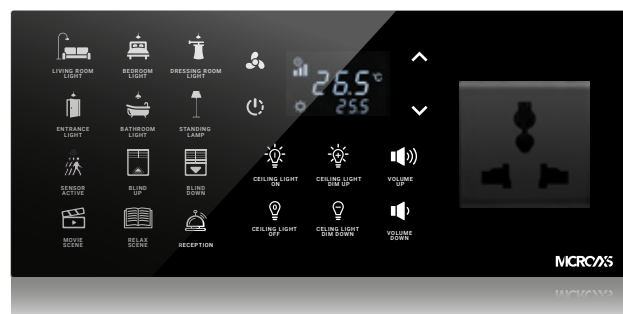 LIVING ROOM
LIGHT
BEDROOM
LIGHT
DRESSING ROOM
LIGHT
26.5 °C
25.5
ENTRANCE
LIGHT
BATHROOM
LIGHT
STANDING
LAMP
SENSOR
ACTIVE
BLIND
UP
BLIND
DOWN
CEILING LIGHT
ON
CEILING LIGHT
DIM UP
VOLUME
UP
MOVIE
SCENE
RELAX
SCENE
RECEPTION
CEILING LIGHT
OFF
CELING LIGHT
DIM DOWN
VOLUME
DOWN